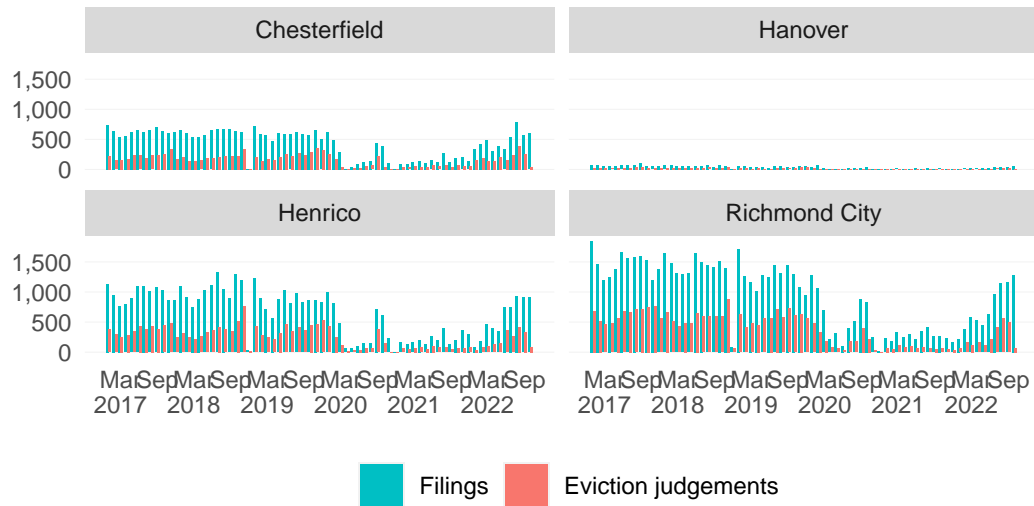 Chesterfield Hanover
1,500
1,000
500
0
Henrico Richmond City
1,500
1,000
500
0
Mar Sep Mar Sep Mar Sep Mar Sep Mar Sep Mar Sep Mar Sep Mar Sep Mar Sep Mar Sep Mar Sep Mar Sep
2017 2018 2019 2020 2021 2022 2017 2018 2019 2020 2021 2022
Filings Eviction judgements